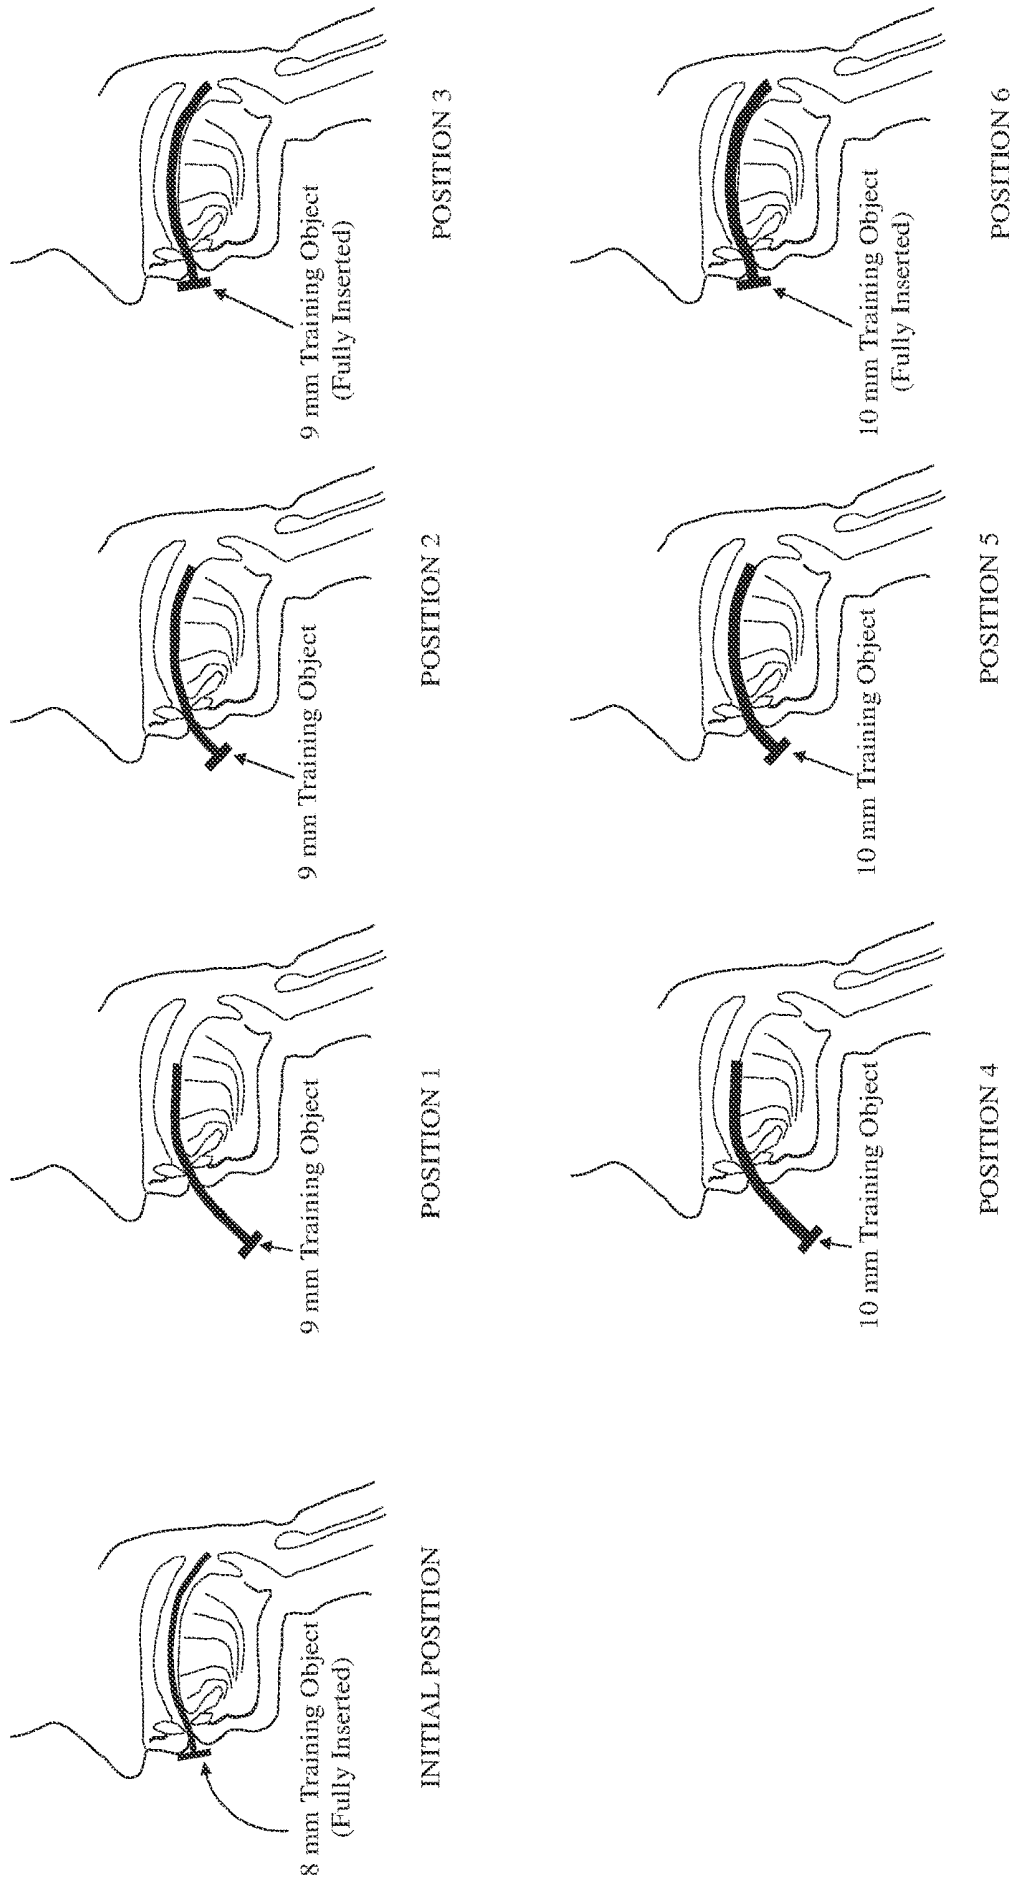 8 mm Training Object
(Fully Inserted)
INITIAL POSITION
9 mm Training Object
POSITION 1
9 mm Training Object
POSITION 2
9 mm Training Object
(Fully Inserted)
POSITION 3
10 mm Training Object
POSITION 4
10 mm Training Object
POSITION 5
10 mm Training Object
(Fully Inserted)
POSITION 6